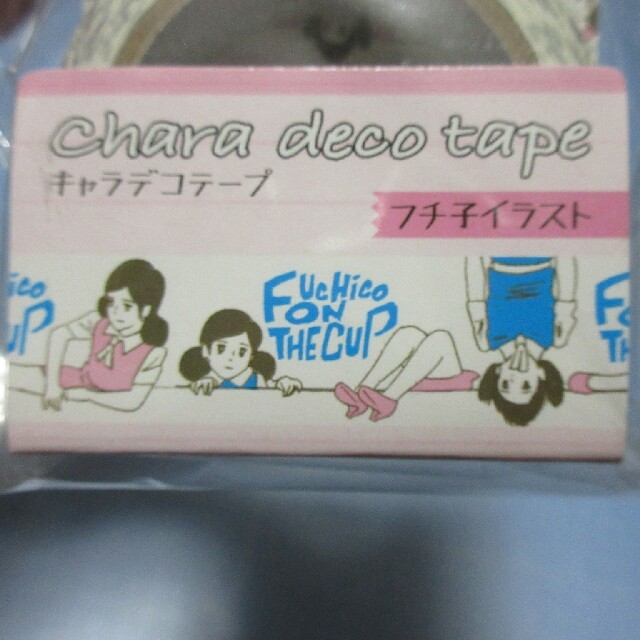 chara deco tape
キャラデコテープ
フチ子イラスト
FUCHICO
ON
THE CUP